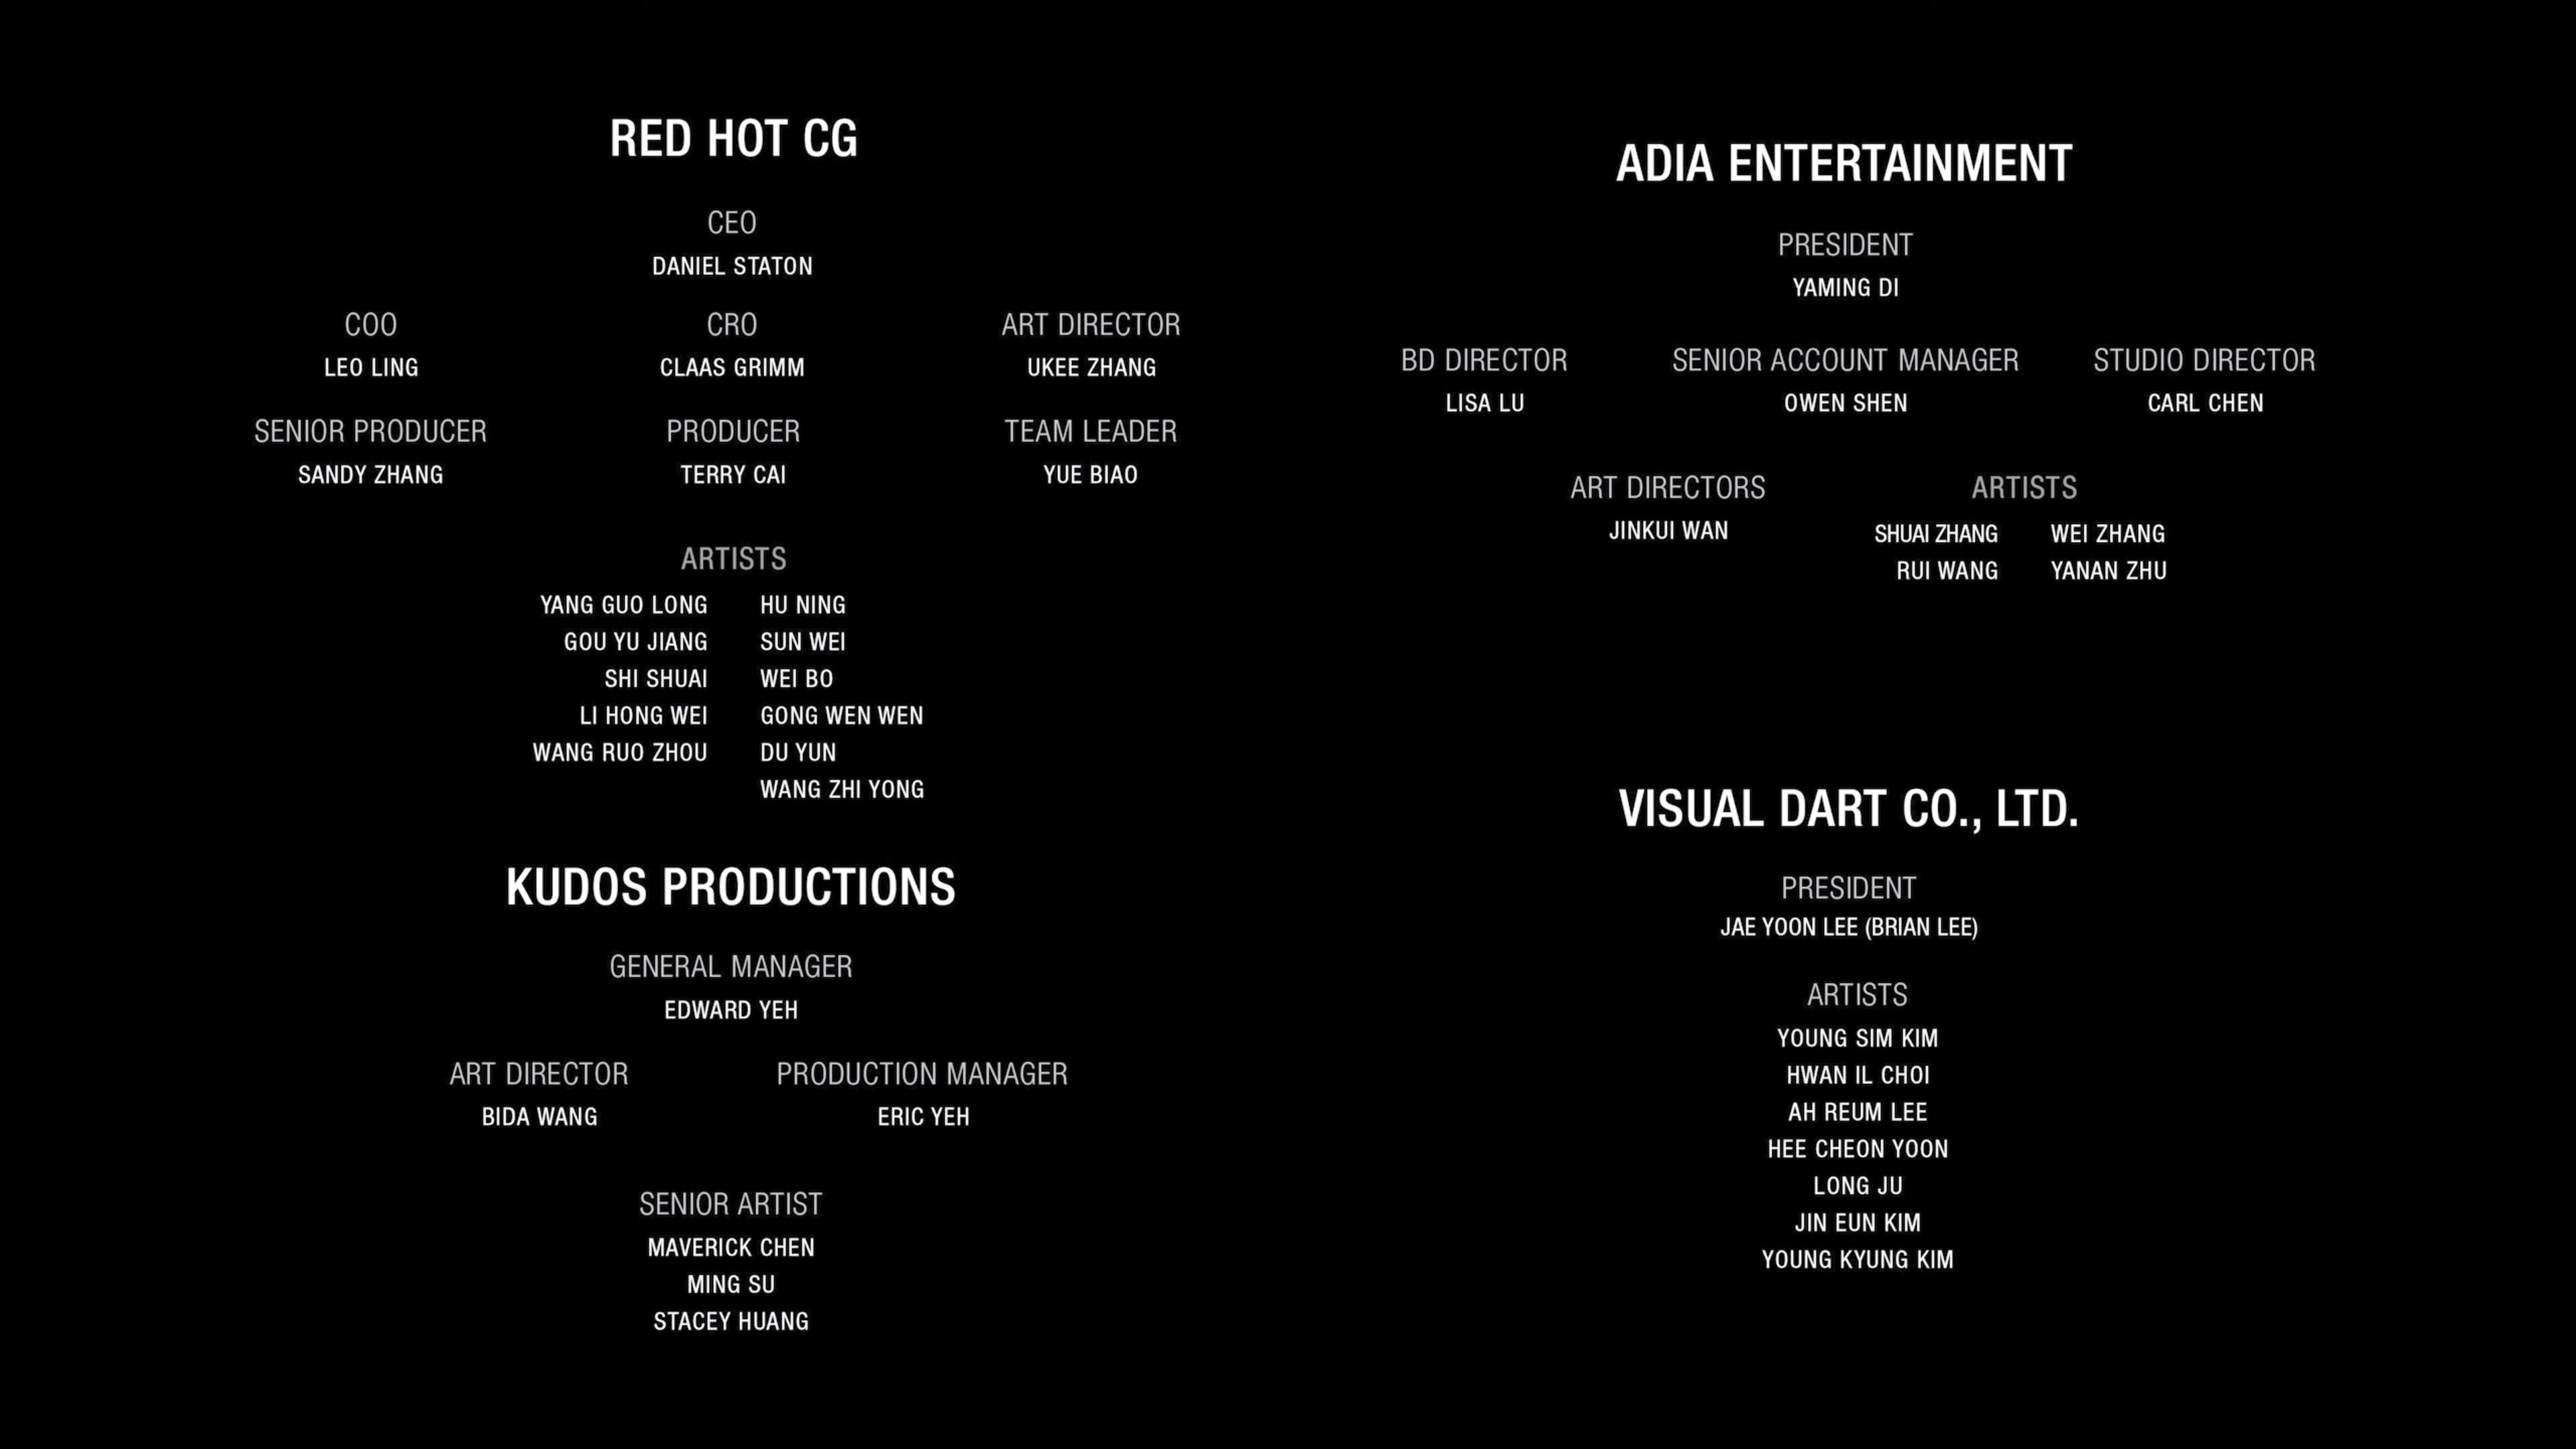 RED HOT CG
CEO
DANIEL STATON
COO CRO ART DIRECTOR
LEO LING CLAAS GRIMM UKEE ZHANG
SENIOR PRODUCER PRODUCER TEAM LEADER
SANDY ZHANG TERRY CAI YUE BIAO
ARTISTS
YANG GUO LONG HU NING
GOU YU JIANG SUN WEI
SHI SHUAI WEI BO
LI HONG WEI GONG WEN WEN
WANG RUO ZHOU DU YUN
WANG ZHI YONG
KUDOS PRODUCTIONS
GENERAL MANAGER
EDWARD YEH
ART DIRECTOR PRODUCTION MANAGER
BIDA WANG ERIC YEH
SENIOR ARTIST
MAVERICK CHEN
MING SU
STACEY HUANG
ADIA ENTERTAINMENT
PRESIDENT
YAMING DI
BD DIRECTOR SENIOR ACCOUNT MANAGER STUDIO DIRECTOR
LISA LU OWEN SHEN CARL CHEN
ART DIRECTORS ARTISTS
JINKUI WAN SHUAI ZHANG WEI ZHANG
RUI WANG YANAN ZHU
VISUAL DART CO., LTD.
PRESIDENT
JAE YOON LEE (BRIAN LEE)
ARTISTS
YOUNG SIM KIM
HWAN IL CHOI
AH REUM LEE
HEE CHEON YOON
LONG JU
JIN EUN KIM
YOUNG KYUNG KIM